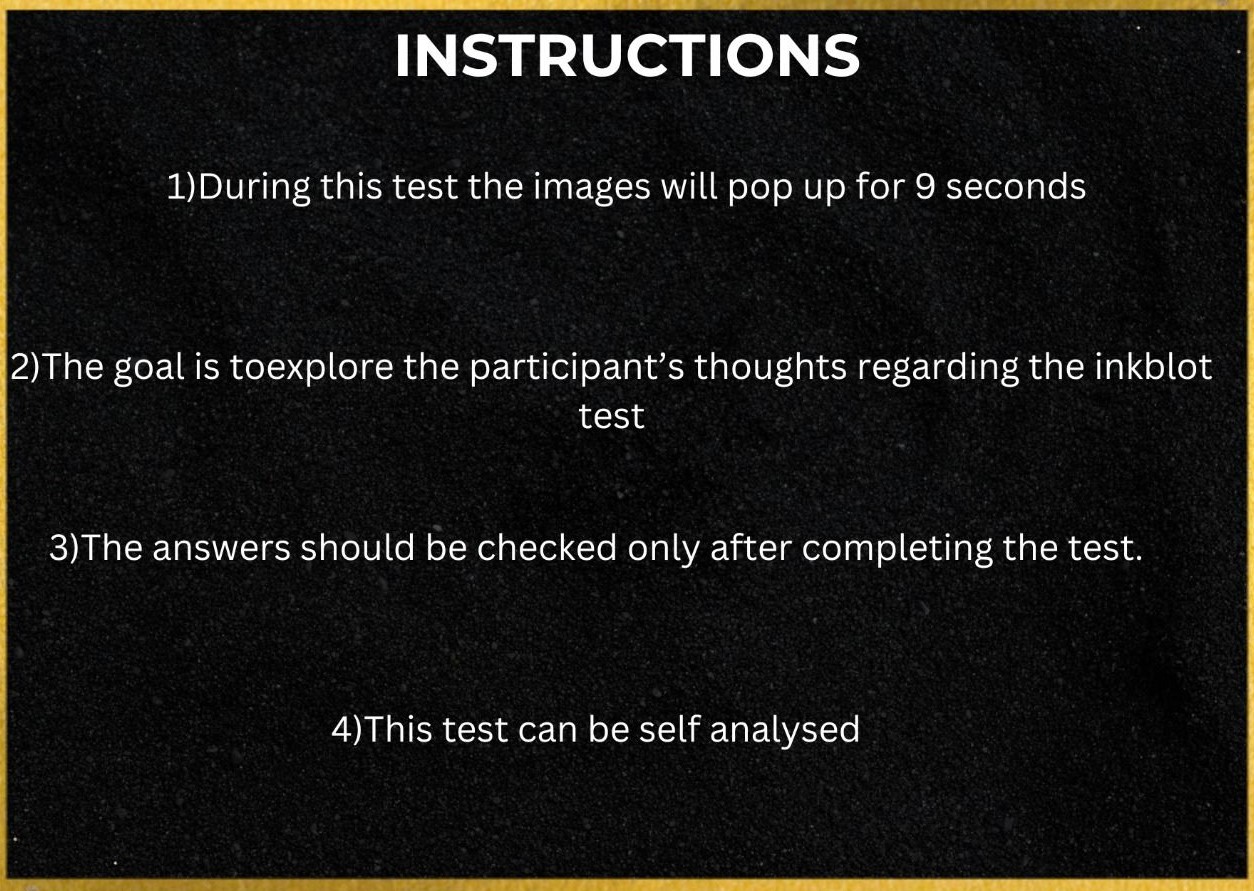 INSTRUCTIONS
1)During this test the images will pop up for 9 seconds
2)The goal is toexplore the participant’s thoughts regarding the inkblot
test
3)The answers should be checked only after completing the test.
4)This test can be self analysed